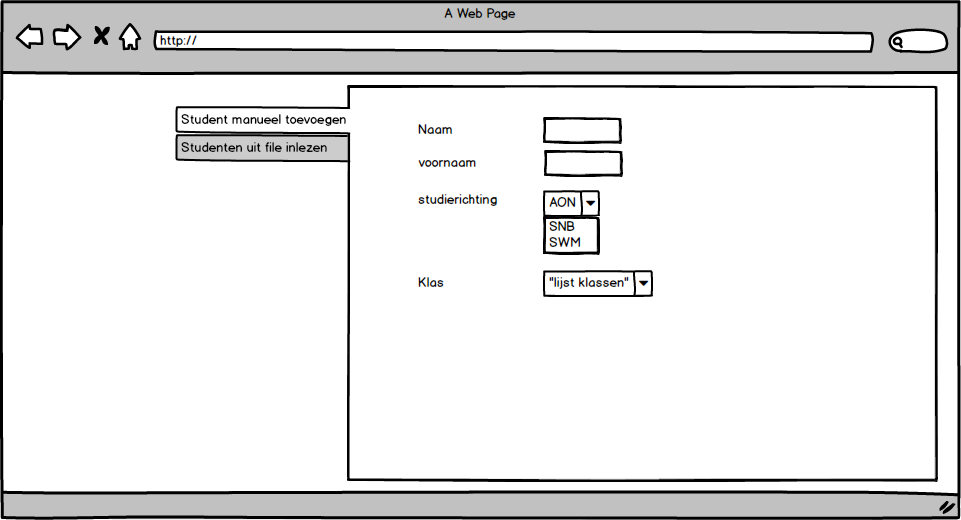 A Web Page
http://
Student manueel toevoegen
Studenten uit file inlezen
Naam
voornaam
studierichting
AON
SNB
SWM
Klas
"lijst klassen"